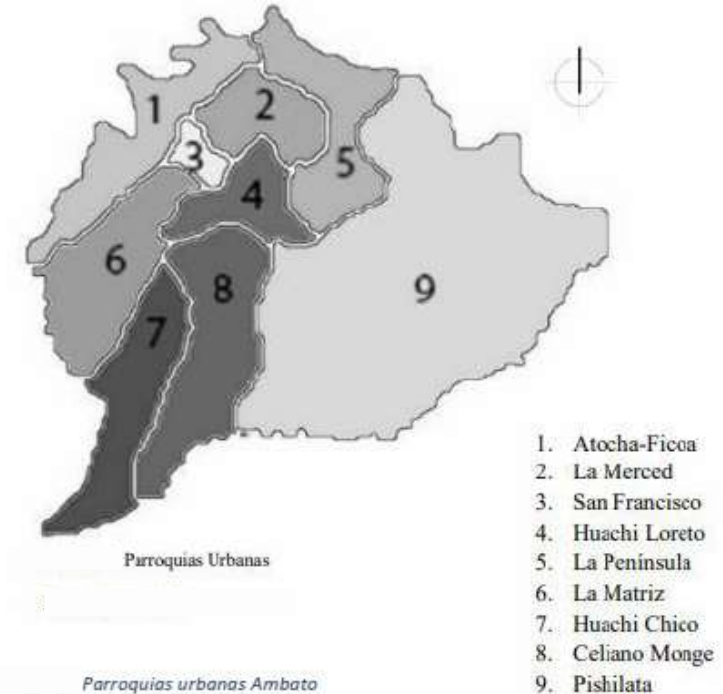 1
2
3
4
5
6
7
8
9
1. Atocha-Ficoa
2. La Merced
3. San Francisco
4. Huachi Loreto
5. La Península
6. La Matriz
7. Huachi Chico
8. Celiano Monge
9. Pishilata
Parroquias Urbanas
Parroquias urbanas Ambato